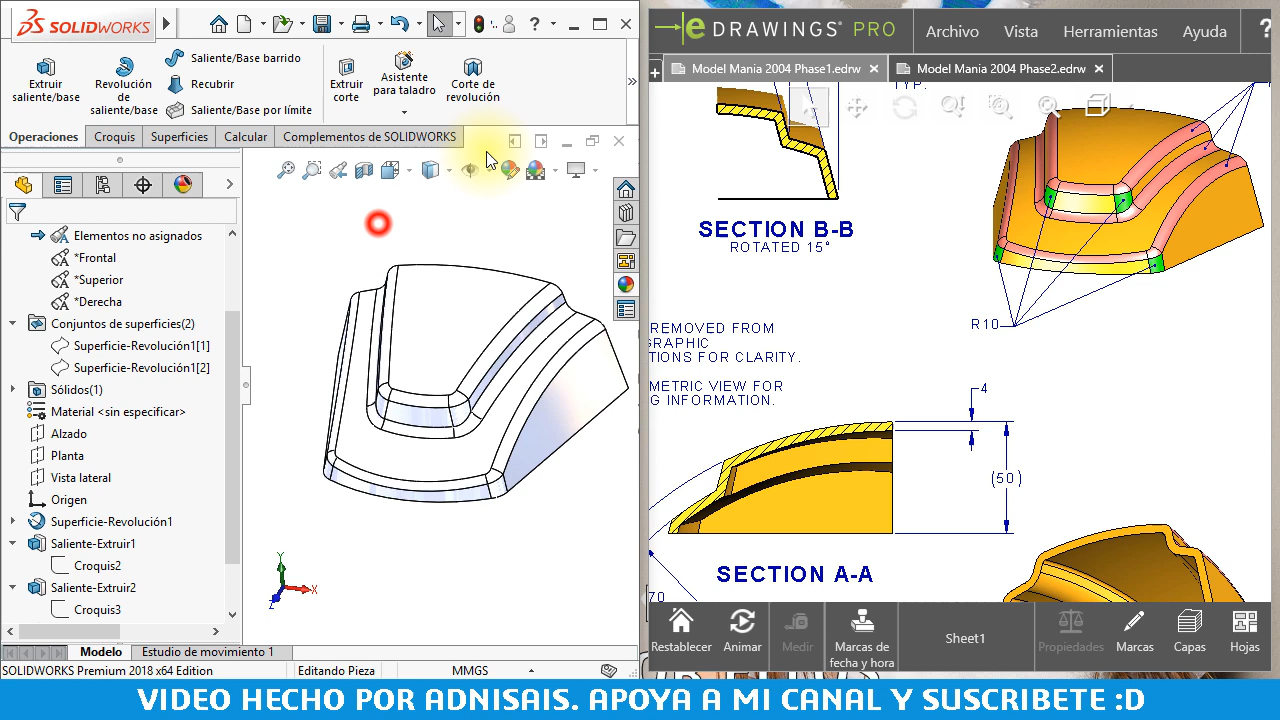 SOLIDWORKS
Extruir
saliente/base
Revolución
de
saliente/base
Saliente/Base barrido
Recubrir
Saliente/Base por límite
Extruir
corte
Asistente
para taladro
Corte de
revolución
Operaciones
Croquis
Superficies
Calcular
Complementos de SOLIDWORKS
Elementos no asignados
*Frontal
*Superior
*Derecha
Conjuntos de superficies(2)
Superficie-Revolución1[1]
Superficie-Revolución1[2]
Sólidos(1)
Material <sin especificar>
Alzado
Planta
Vista lateral
Origen
Superficie-Revolución1
Saliente-Extruir1
Croquis2
Saliente-Extruir2
Croquis3
Y
X
Z
Modelo
Estudio de movimiento 1
SOLIDWORKS Premium 2018 x64 Edition
Editando Pieza
MMGS
eDRAWINGS® PRO
Archivo
Vista
Herramientas
Ayuda
?
Model Mania 2004 Phase1.edrw
Model Mania 2004 Phase2.edrw
TYP.
SECTION B-B
ROTATED 15°
R10
REMOVED FROM
GRAPHIC
TIONS FOR CLARITY.
METRIC VIEW FOR
G INFORMATION.
4
(50)
SECTION A-A
70
Restablecer
Animar
Medir
Marcas de
fecha y hora
Sheet1
Propiedades
Marcas
Capas
Hojas
VIDEO HECHO POR ADNISAIS. APOYA A MI CANAL Y SUSCRIBETE :D